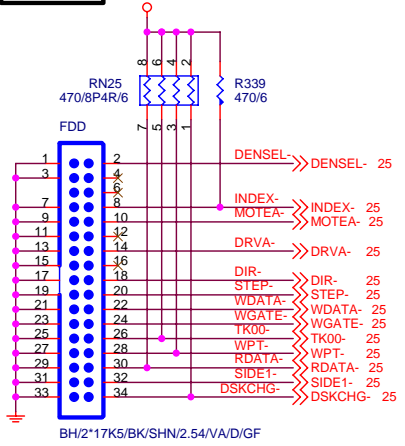 RN25
470/8P4R/6
8 6 4 2
R339
470/6
7 5 3 1
FDD
1 2 DENSEL- DENSEL- 25
3 4
6
7 8 INDEX- INDEX- 25
9 10 MOTEA- MOTEA- 25
11 12
13 14 DRVA- DRVA- 25
15 16
17 18 DIR- DIR- 25
19 20 STEP- STEP- 25
21 22 WDATA- WDATA- 25
23 24 WGATE- WGATE- 25
25 26 TK00- TK00- 25
27 28 WPT- WPT- 25
29 30 RDATA- RDATA- 25
31 32 SIDE1- SIDE1- 25
33 34 DSKCHG- DSKCHG- 25
BH/2*17K5/BK/SHN/2.54/VA/D/GF